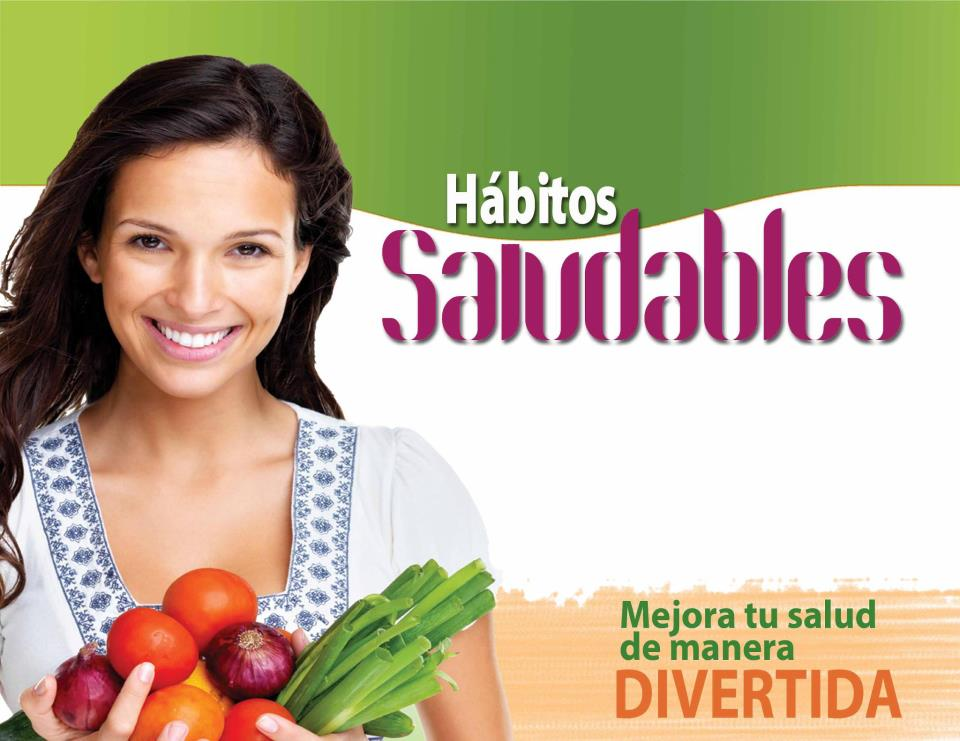 Hábitos
Saludables
Mejora tu salud
de manera
DIVERTIDA